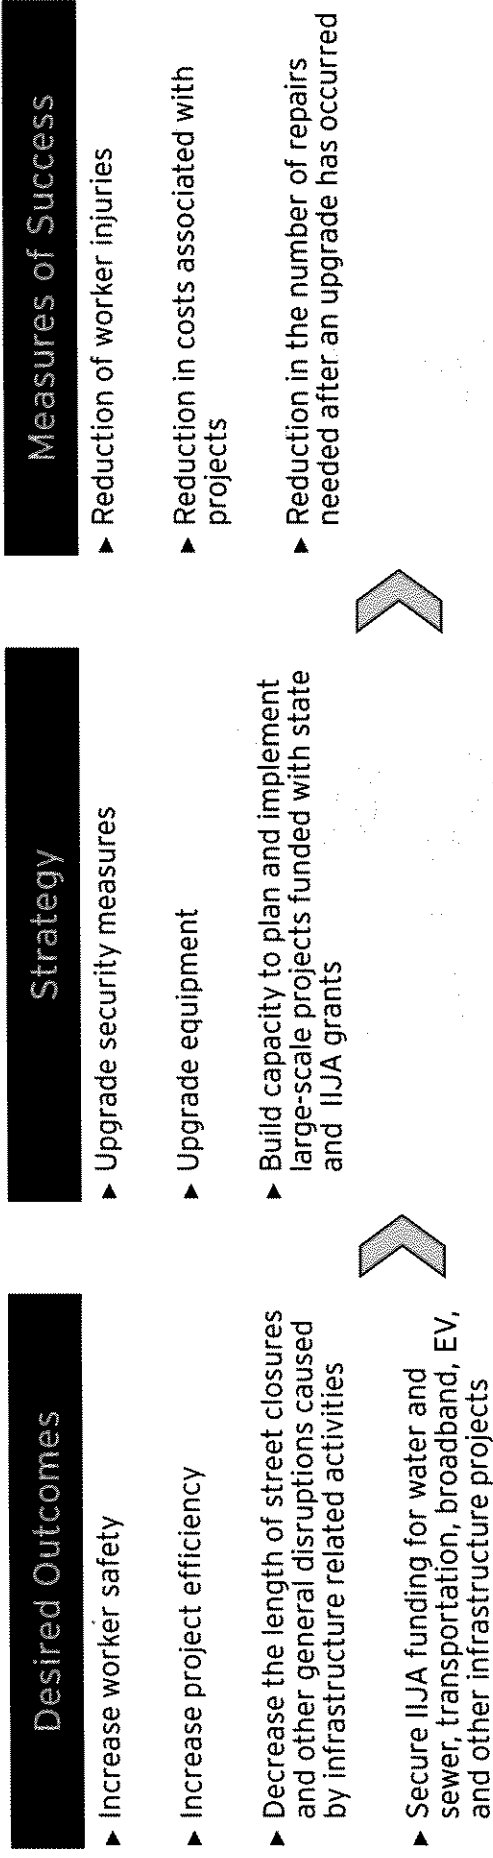 Desired Outcomes
► Increase worker safety
► Increase project efficiency
► Decrease the length of street closures
and other general disruptions caused
by infrastructure related activities
► Secure IIJA funding for water and
sewer, transportation, broadband, EV,
and other infrastructure projects
Strategy
► Upgrade security measures
► Upgrade equipment
► Build capacity to plan and implement
large-scale projects funded with state
and IIJA grants
Measures of Success
► Reduction of worker injuries
► Reduction in costs associated with
projects
► Reduction in the number of repairs
needed after an upgrade has occurred